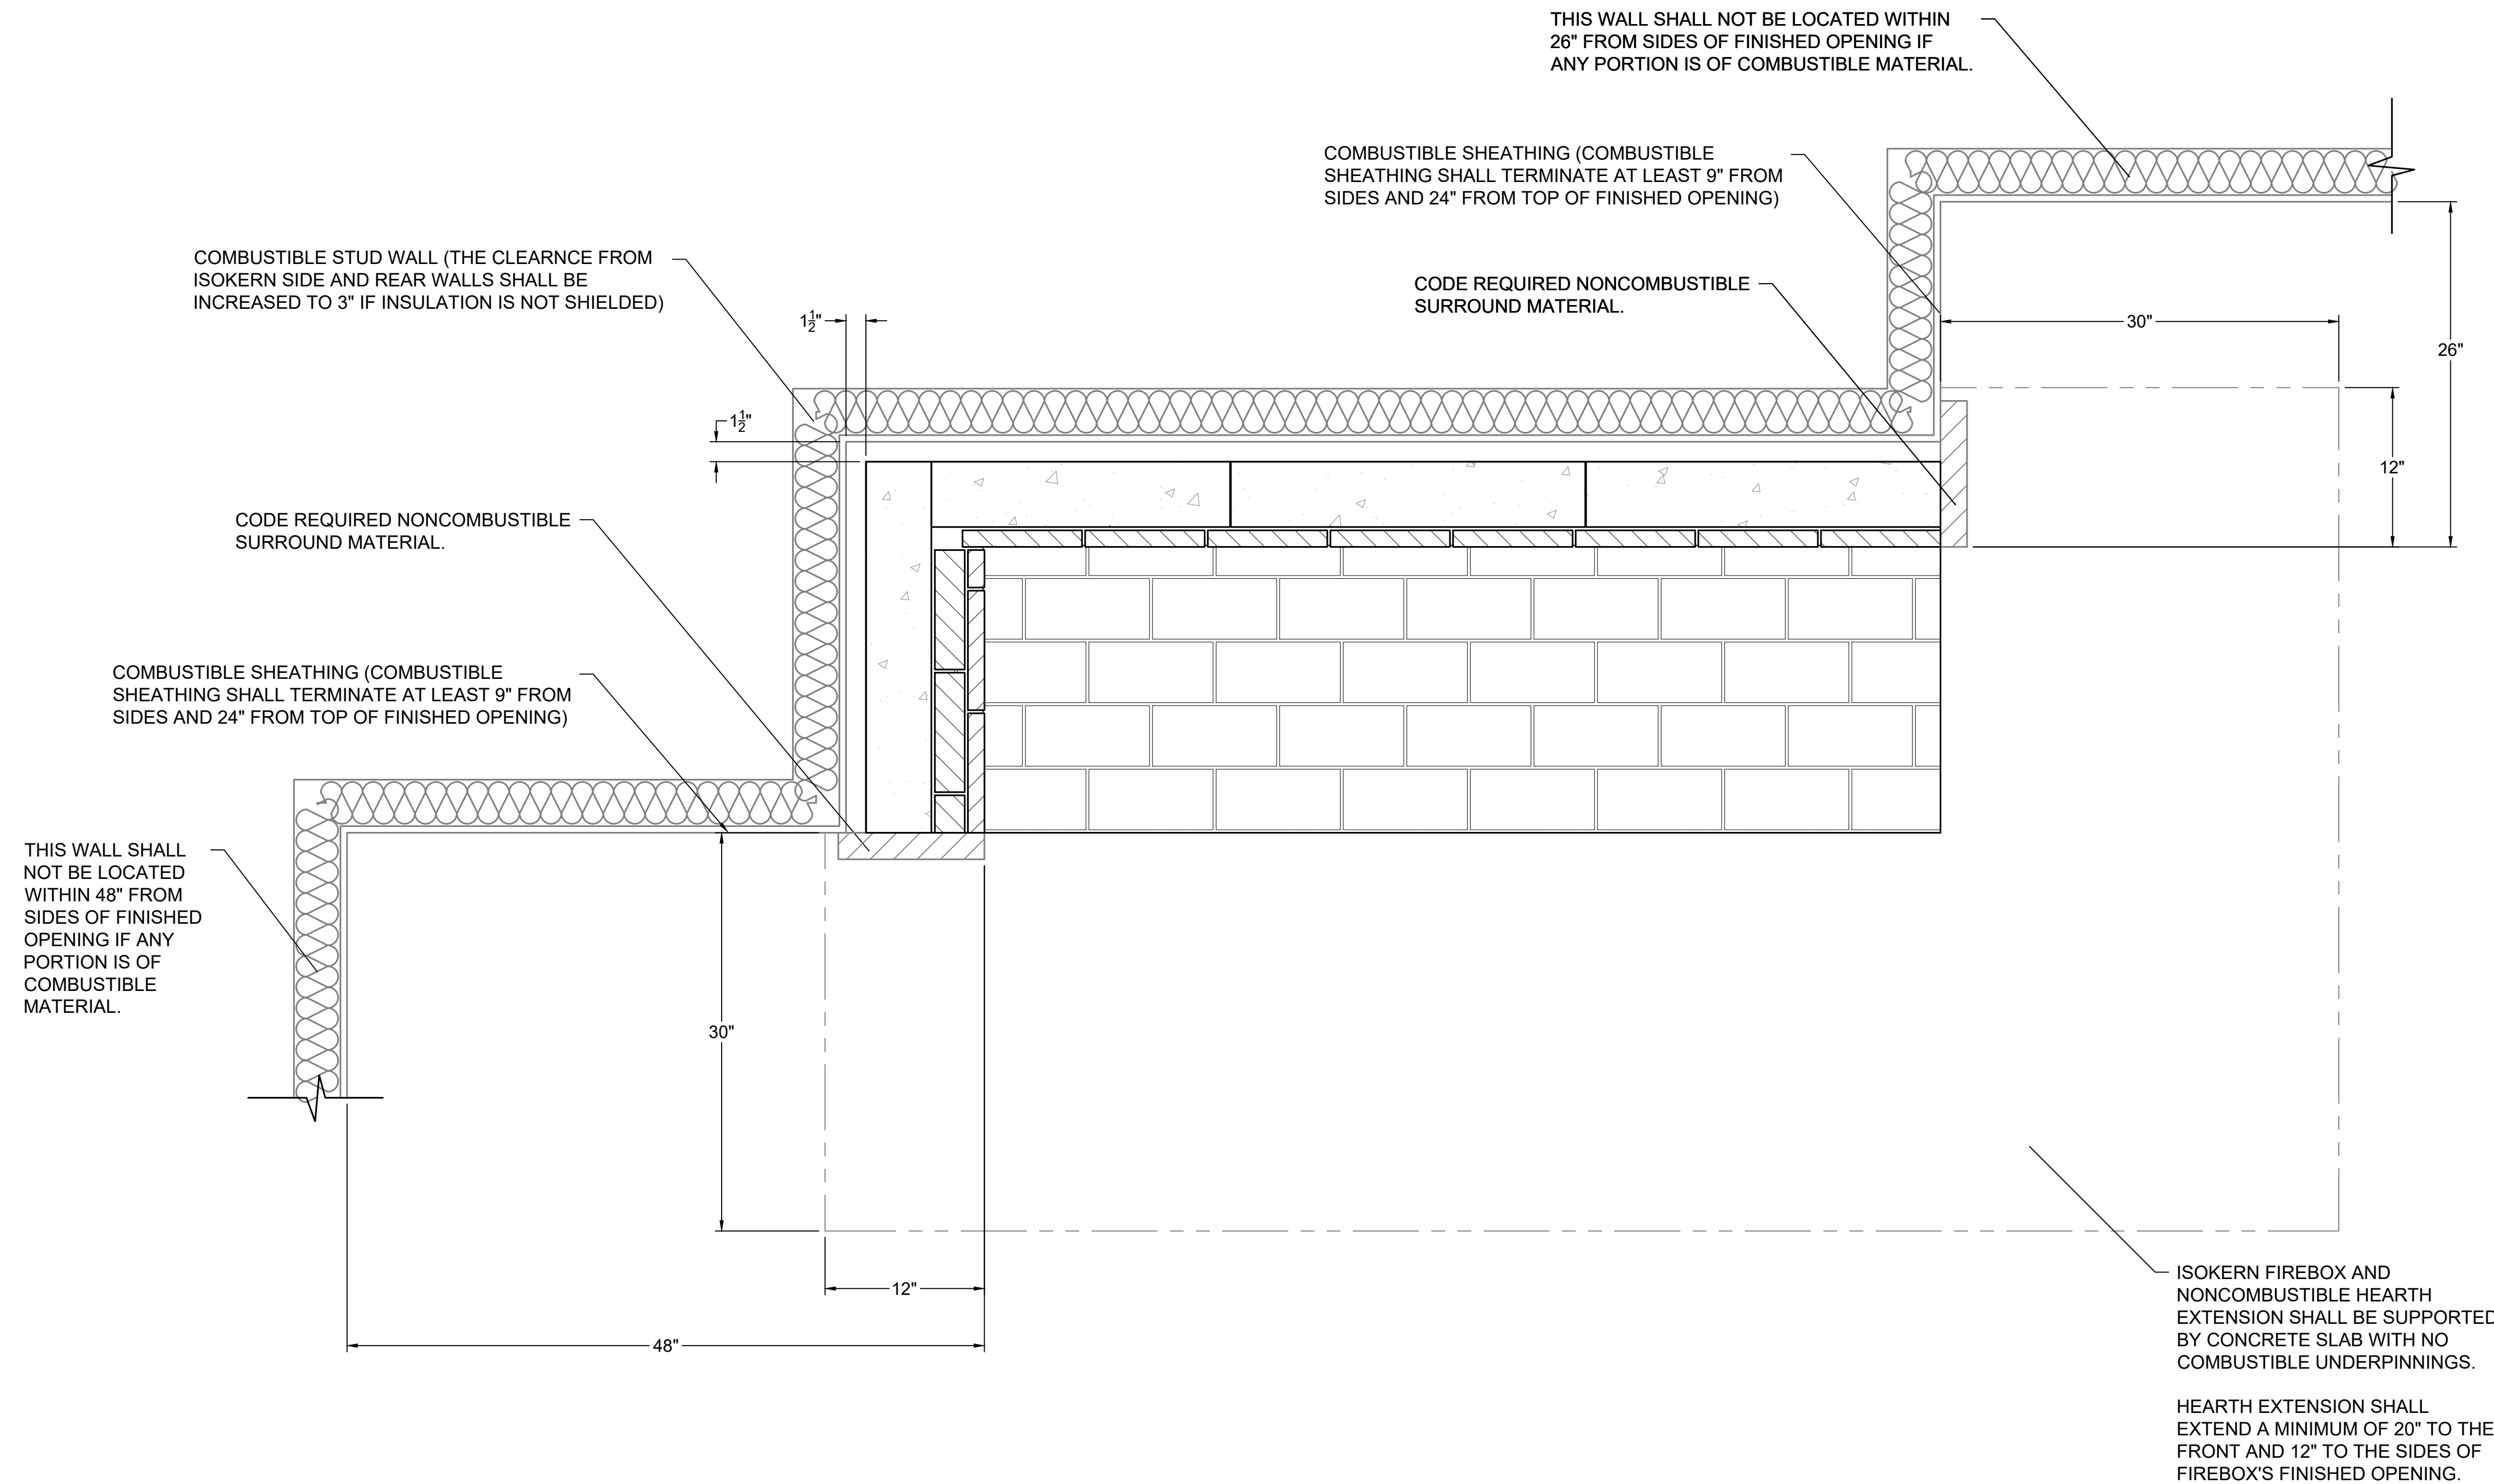 THIS WALL SHALL NOT BE LOCATED WITHIN
26" FROM SIDES OF FINISHED OPENING IF
ANY PORTION IS OF COMBUSTIBLE MATERIAL.
COMBUSTIBLE SHEATHING (COMBUSTIBLE
SHEATHING SHALL TERMINATE AT LEAST 9" FROM
SIDES AND 24" FROM TOP OF FINISHED OPENING)
COMBUSTIBLE STUD WALL (THE CLEARNCE FROM
ISOKERN SIDE AND REAR WALLS SHALL BE
INCREASED TO 3" IF INSULATION IS NOT SHIELDED)
CODE REQUIRED NONCOMBUSTIBLE
SURROUND MATERIAL.
1 1/2"
30"
26"
1 1/2"
12"
CODE REQUIRED NONCOMBUSTIBLE
SURROUND MATERIAL.
COMBUSTIBLE SHEATHING (COMBUSTIBLE
SHEATHING SHALL TERMINATE AT LEAST 9" FROM
SIDES AND 24" FROM TOP OF FINISHED OPENING)
THIS WALL SHALL
NOT BE LOCATED
WITHIN 48" FROM
SIDES OF FINISHED
OPENING IF ANY
PORTION IS OF
COMBUSTIBLE
MATERIAL.
30"
12"
48"
ISOKERN FIREBOX AND
NONCOMBUSTIBLE HEARTH
EXTENSION SHALL BE SUPPORTED
BY CONCRETE SLAB WITH NO
COMBUSTIBLE UNDERPINNINGS.
HEARTH EXTENSION SHALL
EXTEND A MINIMUM OF 20" TO THE
FRONT AND 12" TO THE SIDES OF
FIREBOX'S FINISHED OPENING.